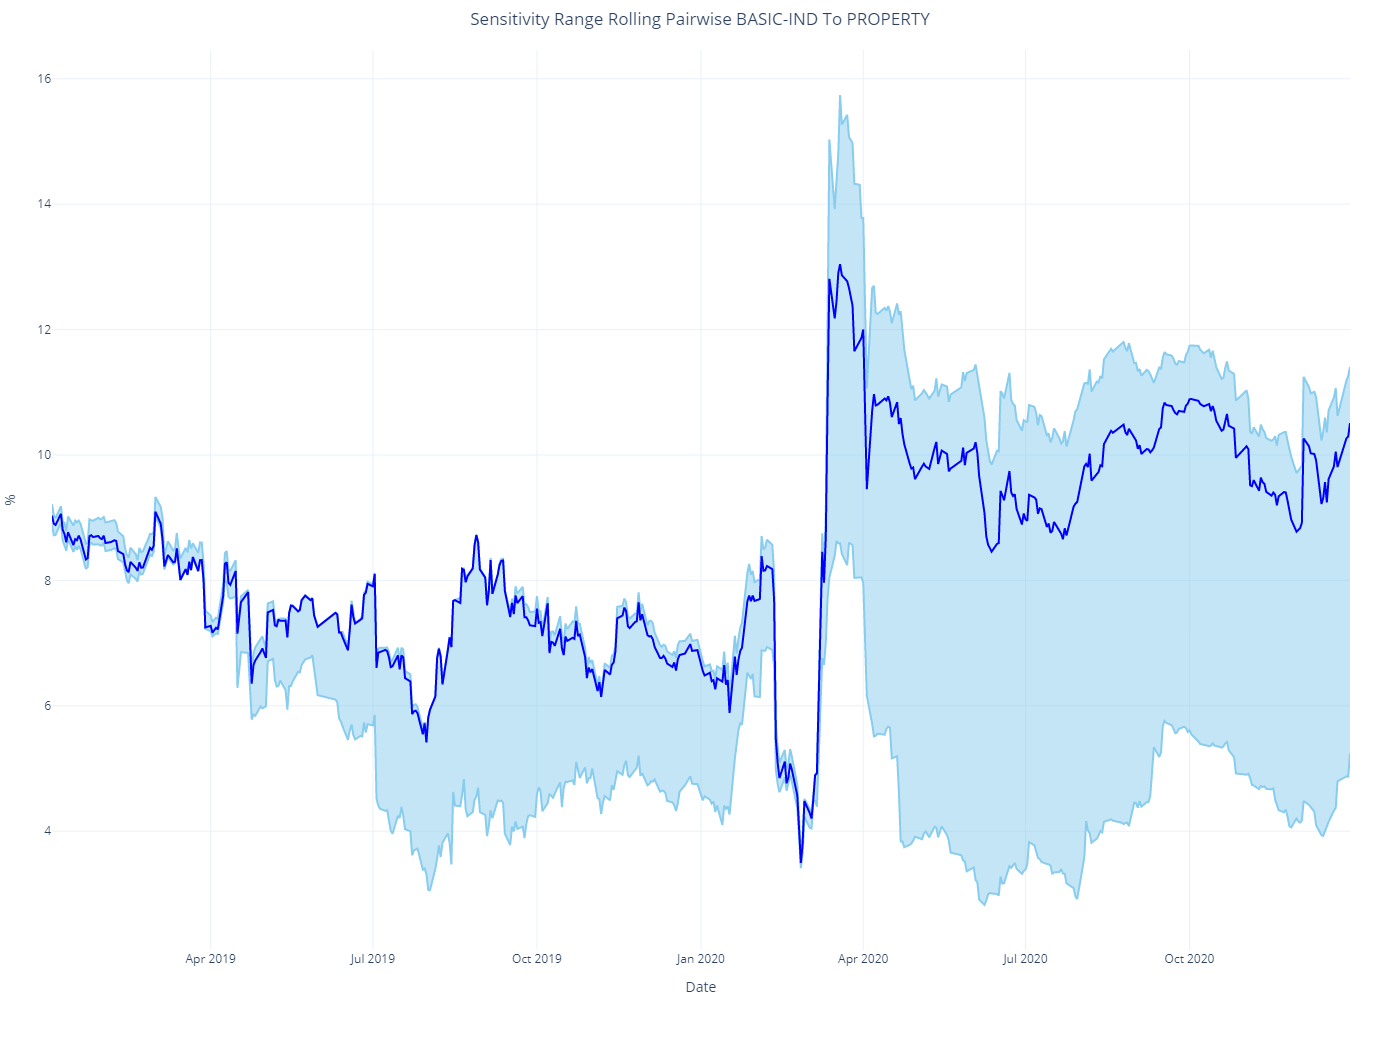 Sensitivity Range Rolling Pairwise BASIC-IND To PROPERTY
16
14
12
10
8
6
4
%
Apr 2019
Jul 2019
Oct 2019
Jan 2020
Apr 2020
Jul 2020
Oct 2020
Date